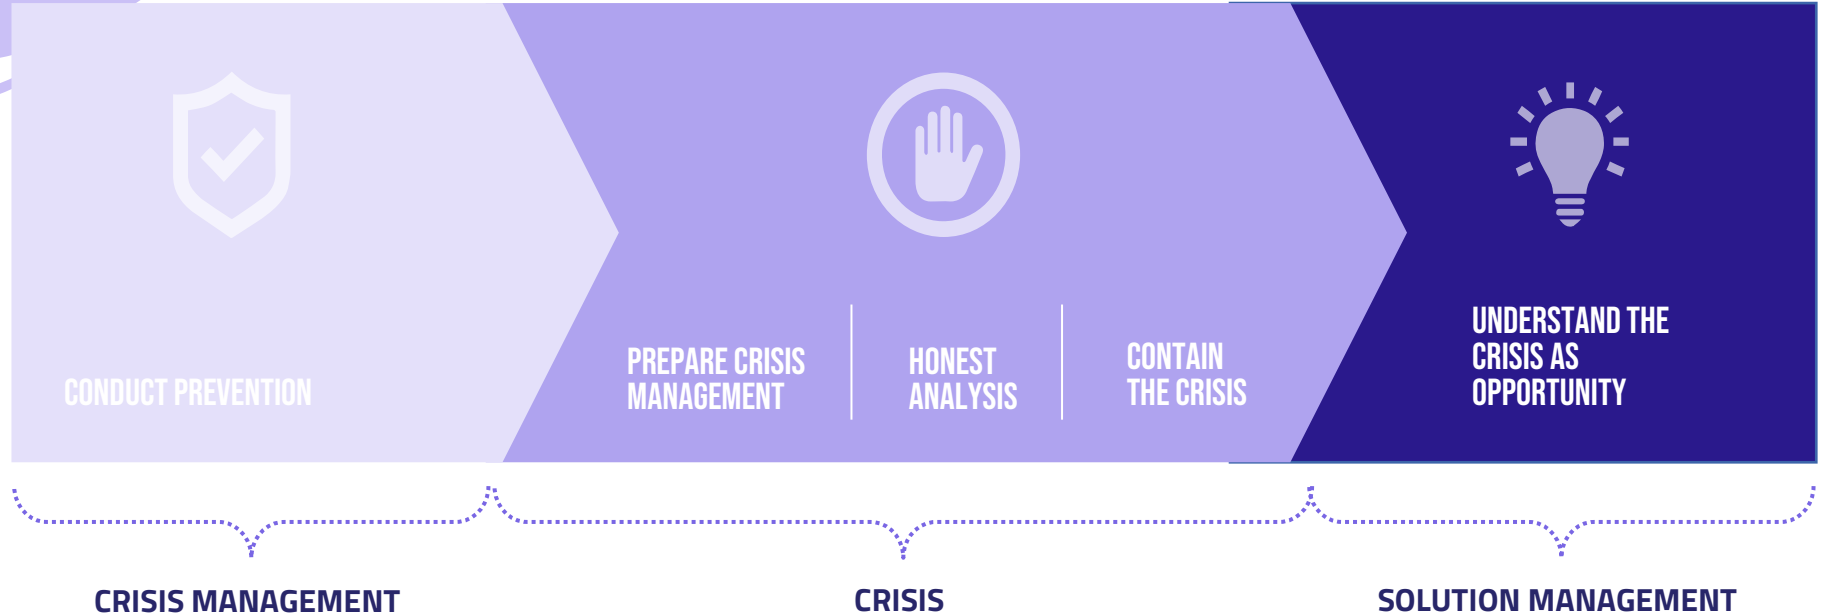 CONDUCT PREVENTION
PREPARE CRISIS
MANAGEMENT
HONEST
ANALYSIS
CONTAIN
THE CRISIS
UNDERSTAND THE
CRISIS AS
OPPORTUNITY
CRISIS MANAGEMENT
CRISIS
SOLUTION MANAGEMENT